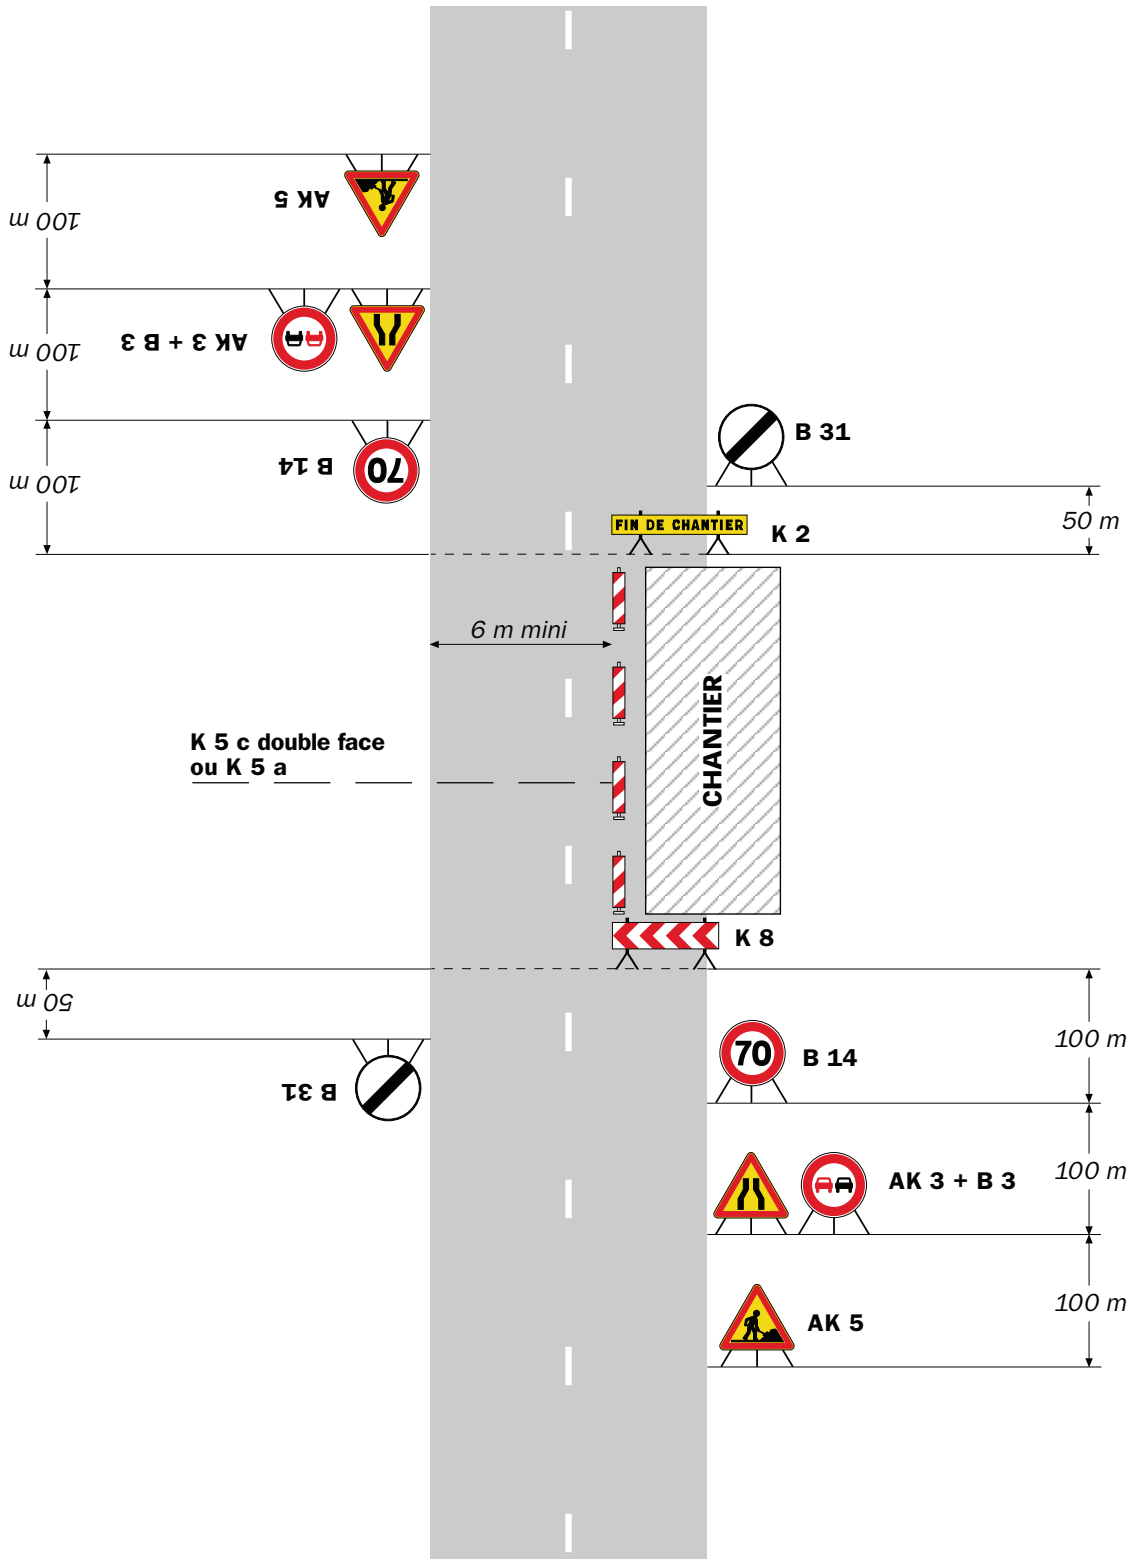 AK 5
100 m
AK 3 + B 3
100 m
B 14
70
100 m
B 31
50 m
FIN DE CHANTIER
K 2
6 m mini
CHANTIER
K 5 c double face
ou K 5 a
K 8
50 m
B 31
70
B 14
100 m
AK 3 + B 3
100 m
AK 5
100 m